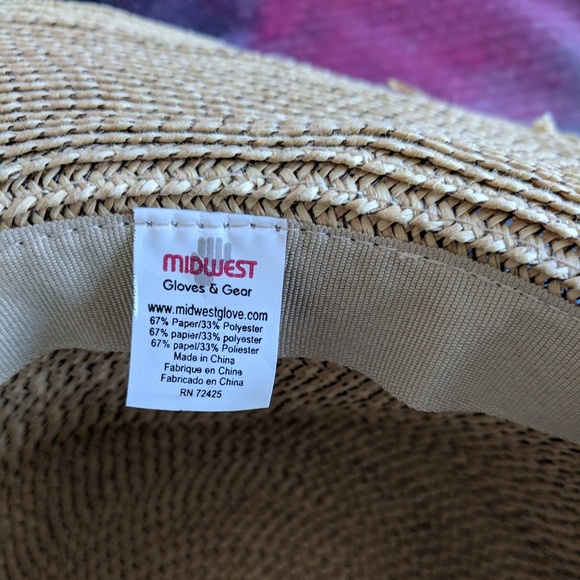 MIDWEST
Gloves & Gear
www.midwestglove.com
67% Paper/33% Polyester
67% papier/33% polyester
67% papel/33% Poliester
Made in China
Fabrique en Chine
Fabricado en China
RN 72425